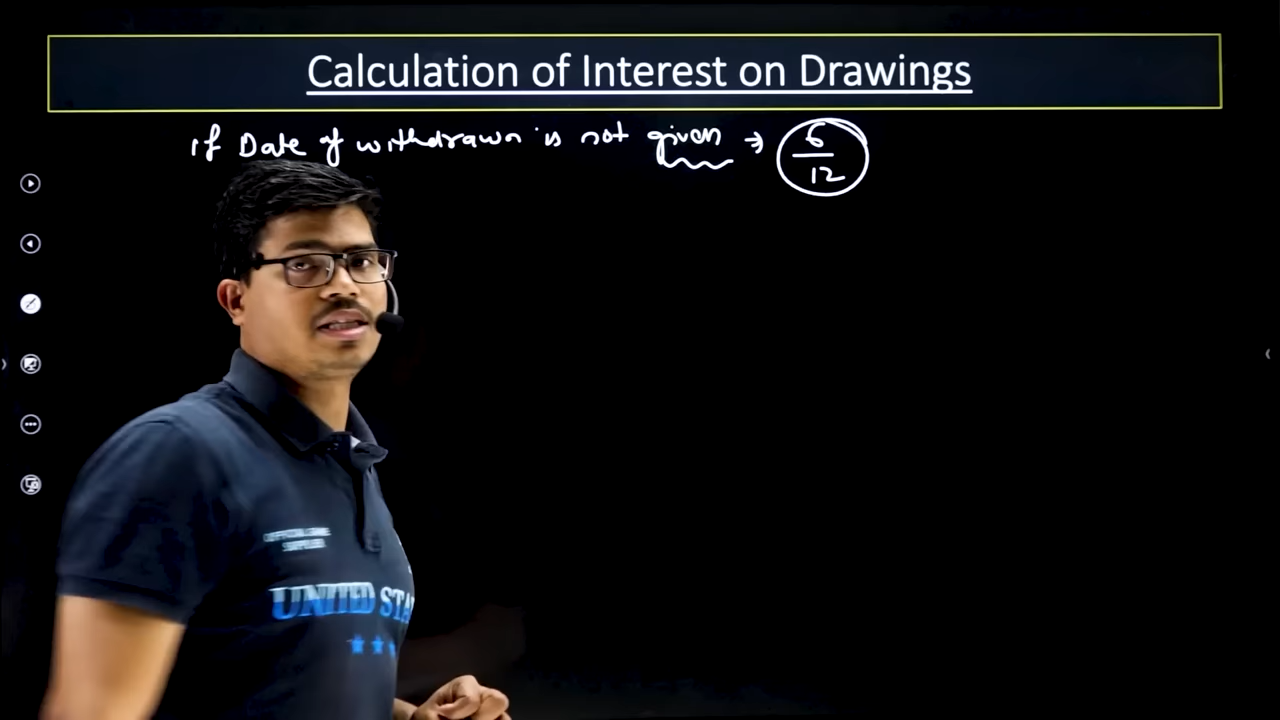 Calculation of Interest on Drawings
if Date of withdrawn is not given → 6/12
UNITED STA